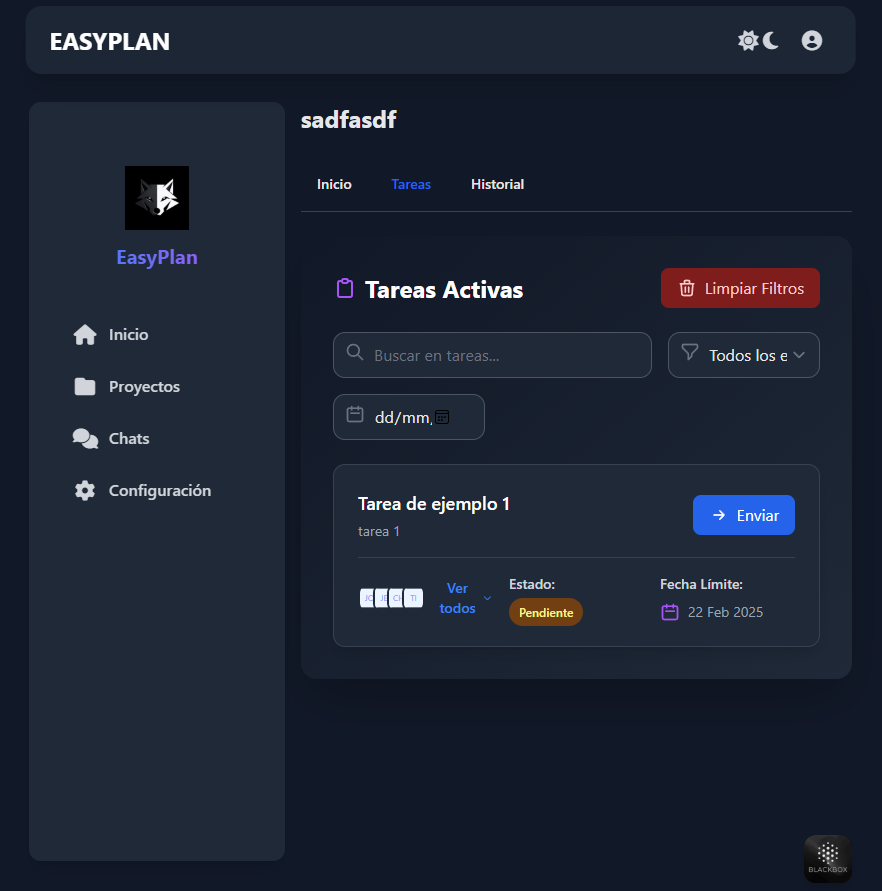 EASYPLAN
EasyPlan
Inicio
Proyectos
Chats
Configuración
sadfasdf
Inicio Tareas Historial
Tareas Activas
Limpiar Filtros
Buscar en tareas...
Todos los e
dd/mm,
Tarea de ejemplo 1
tarea 1
Enviar
JC JE CH TI
Ver
todos
Estado:
Pendiente
Fecha Límite:
22 Feb 2025
BLACKBOX